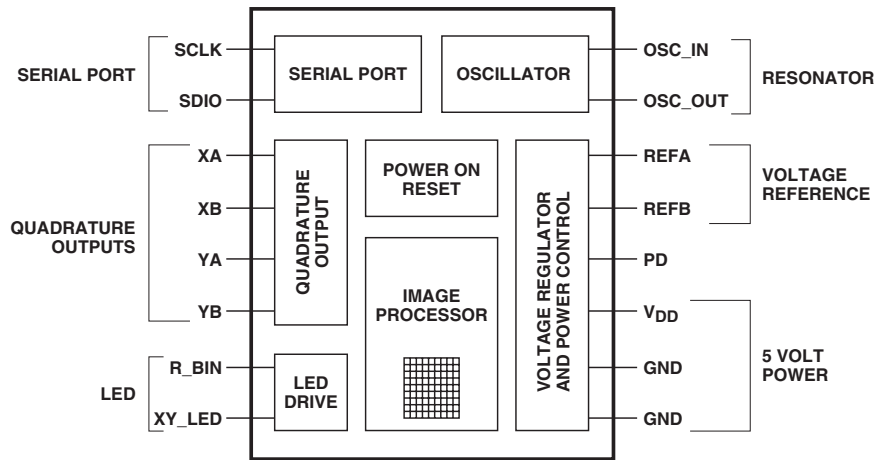 SERIAL PORT
SCLK
SDIO
SERIAL PORT
OSCILLATOR
OSC_IN
OSC_OUT
RESONATOR
QUADRATURE
OUTPUTS
XA
XB
YA
YB
QUADRATURE
OUTPUT
POWER ON
RESET
IMAGE
PROCESSOR
VOLTAGE REGULATOR
AND POWER CONTROL
REFA
REFB
VOLTAGE
REFERENCE
PD
VDD
GND
GND
5 VOLT
POWER
LED
R_BIN
XY_LED
LED
DRIVE